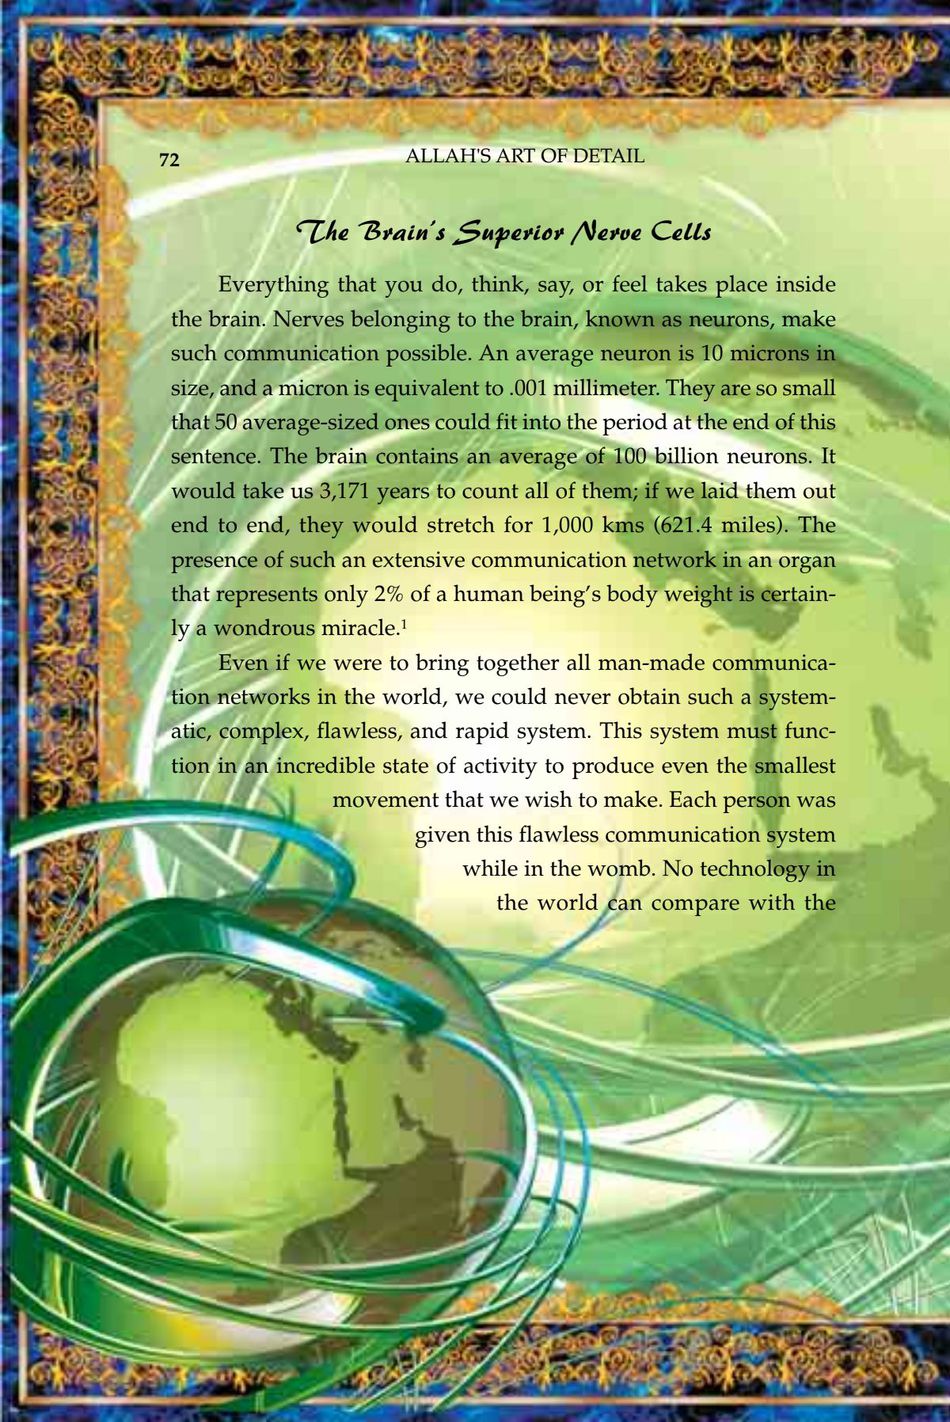 72
ALLAH'S ART OF DETAIL
The Brain's Superior Nerve Cells
Everything that you do, think, say, or feel takes place inside
the brain. Nerves belonging to the brain, known as neurons, make
such communication possible. An average neuron is 10 microns in
size, and a micron is equivalent to .001 millimeter. They are so small
that 50 average-sized ones could fit into the period at the end of this
sentence. The brain contains an average of 100 billion neurons. It
would take us 3,171 years to count all of them; if we laid them out
end to end, they would stretch for 1,000 kms (621.4 miles). The
presence of such an extensive communication network in an organ
that represents only 2% of a human being’s body weight is certain-
ly a wondrous miracle.¹
Even if we were to bring together all man-made communica-
tion networks in the world, we could never obtain such a system-
atic, complex, flawless, and rapid system. This system must func-
tion in an incredible state of activity to produce even the smallest
movement that we wish to make. Each person was
given this flawless communication system
while in the womb. No technology in
the world can compare with the